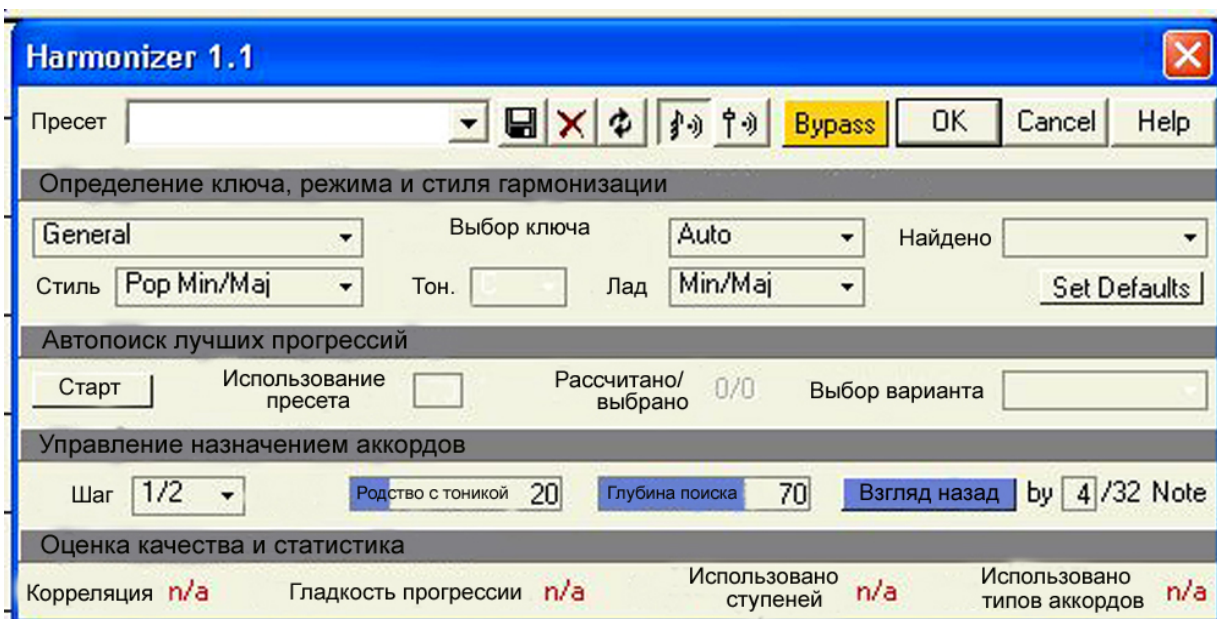 Harmonizer 1.1
Пресет Bypass OK Cancel Help
Определение ключа, режима и стиля гармонизации
General Выбор ключа Auto Найдено
Стиль Pop Min/Maj Тон. C Лад Min/Maj Set Defaults
Автопоиск лучших прогрессий
Старт Использование пресета Рассчитано/ выбрано 0/0 Выбор варианта
Управление назначением аккордов
Шаг 1/2 Родство с тоникой 20 Глубина поиска 70 Взгляд назад by 4 /32 Note
Оценка качества и статистика
Корреляция n/a Гладкость прогрессии n/a Использовано ступеней n/a Использовано типов аккордов n/a